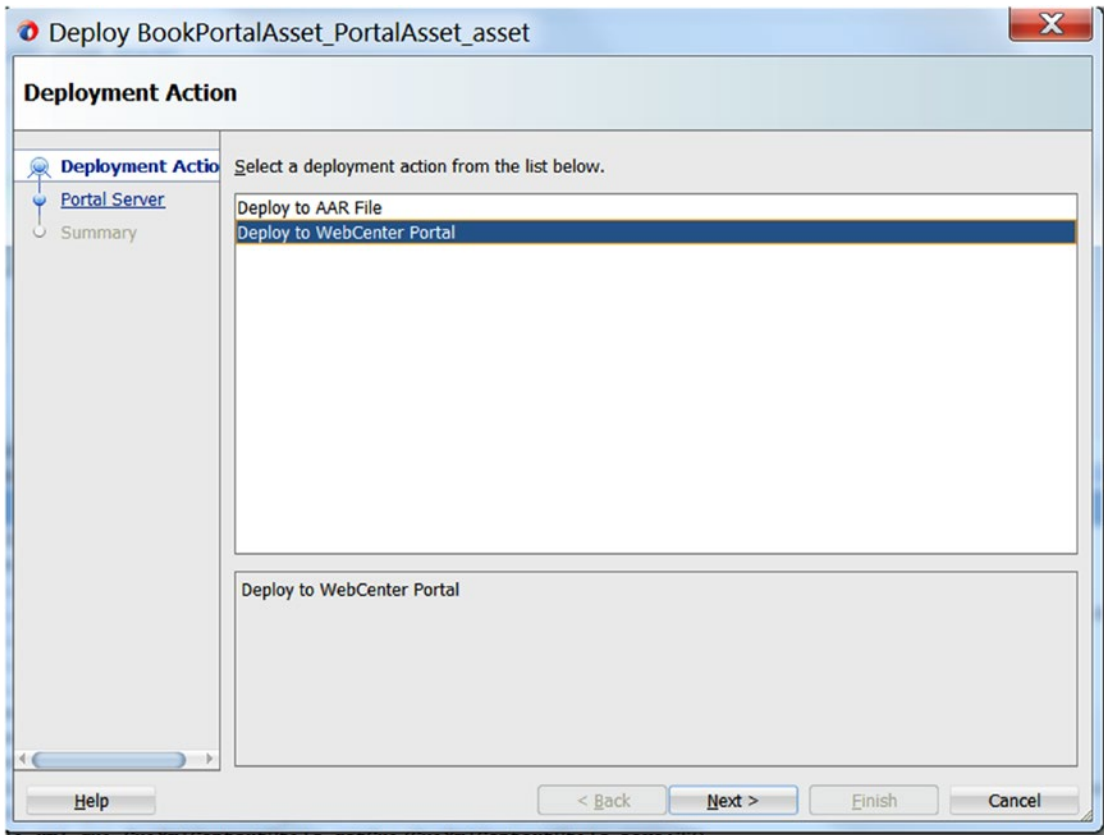 Deploy BookPortalAsset_PortalAsset_asset
Deployment Action
Deployment Actio
Portal Server
Summary
Select a deployment action from the list below.
Deploy to AAR File
Deploy to WebCenter Portal
Deploy to WebCenter Portal
Help
< Back
Next >
Finish
Cancel